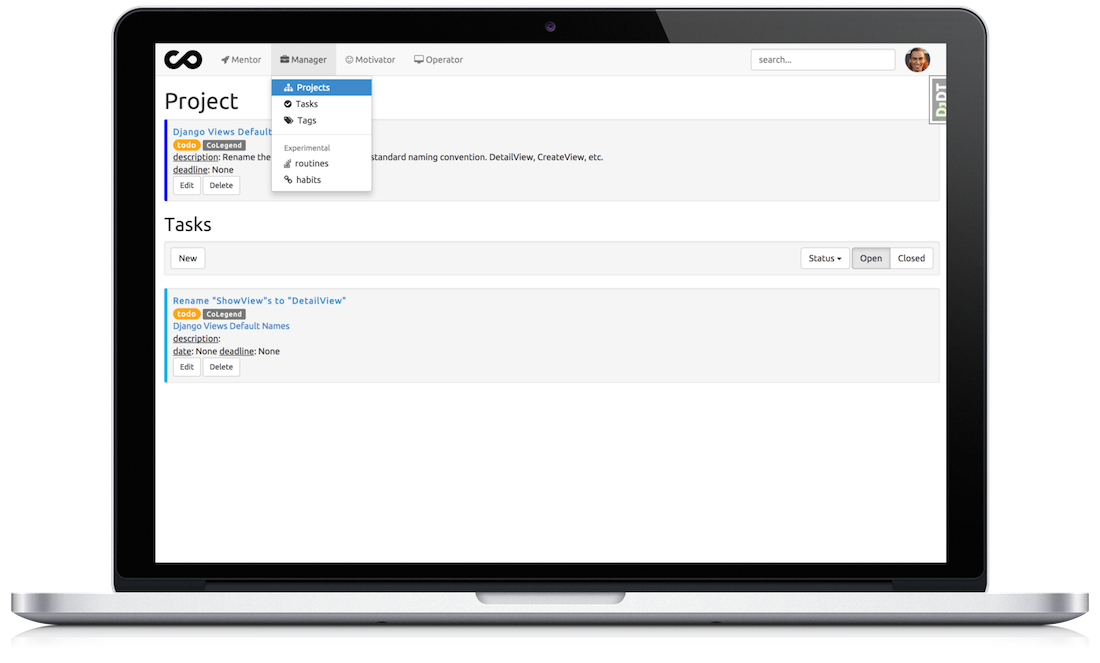 Mentor Manager Motivator Operator search...
Projects
Tasks
Tags
Experimental
routines
habits
DJDT
Project
Django Views Default
todo CoLegend
description: Rename the standard naming convention. DetailView, CreateView, etc.
deadline: None
Edit Delete
Tasks
New Status Open Closed
Rename "ShowView"s to "DetailView"
todo CoLegend
Django Views Default Names
description:
date: None deadline: None
Edit Delete